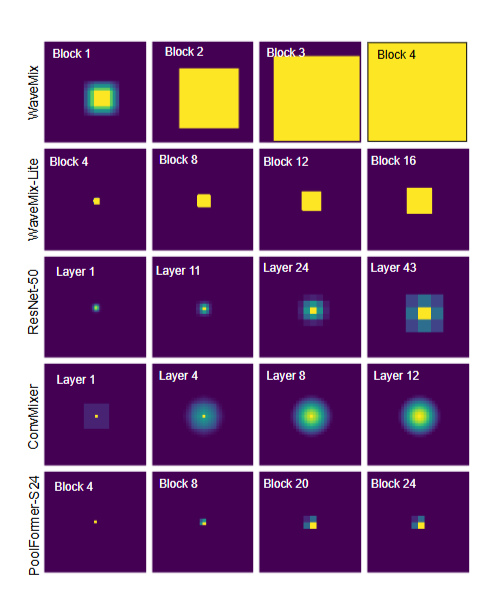 WaveMix
Block 1
Block 2
Block 3
Block 4
WaveMix-Lite
Block 4
Block 8
Block 12
Block 16
ResNet-50
Layer 1
Layer 11
Layer 24
Layer 43
ConvMixer
Layer 1
Layer 4
Layer 8
Layer 12
PoolFormer-S24
Block 4
Block 8
Block 20
Block 24